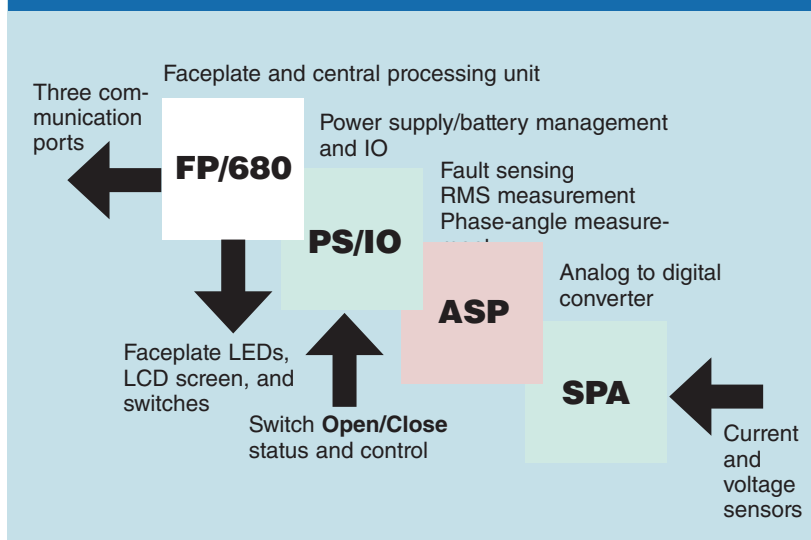 Faceplate and central processing unit
Three com-
munication
ports
FP/680
Power supply/battery management
and IO
PS/IO
Fault sensing
RMS measurement
Phase-angle measure-
ASP
Analog to digital
converter
SPA
Faceplate LEDs,
LCD screen, and
switches
Switch Open/Close
status and control
Current
and
voltage
sensors